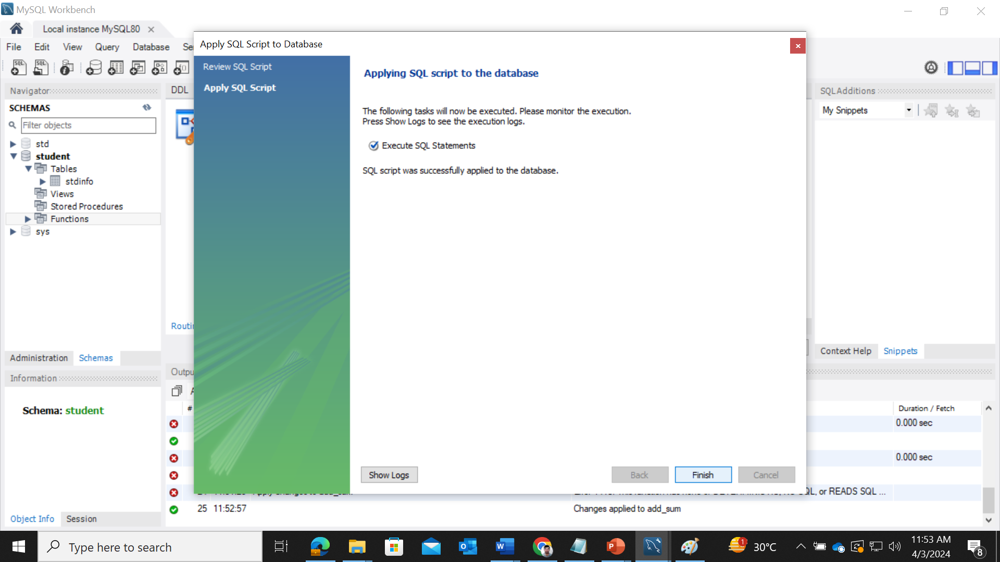 MySQL Workbench
Local instance MySQL80
File Edit View Query Database
Apply SQL Script to Database
Review SQL Script
Apply SQL Script
Applying SQL script to the database
The following tasks will now be executed. Please monitor the execution.
Press Show Logs to see the execution logs.
Execute SQL Statements
SQL script was successfully applied to the database.
Show Logs
Back
Finish
Cancel
Navigator
SCHEMAS
Filter objects
std
student
Tables
stdinfo
Views
Stored Procedures
Functions
sys
Administration Schemas
Information
Schema: student
Object Info Session
DDL
SQL Additions
My Snippets
Context Help Snippets
#
Duration / Fetch
0.000 sec
0.000 sec
SQL, or READS SQL ...
25 11:52:57 Changes applied to add_sum
Type here to search
1
30°C
11:53 AM
4/3/2024
8